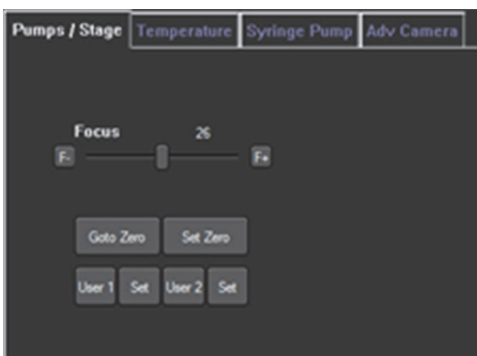 Pumps / Stage Temperature Syringe Pump Adv Camera
Focus 26
F- F+
Goto Zero Set Zero
User 1 Set User 2 Set